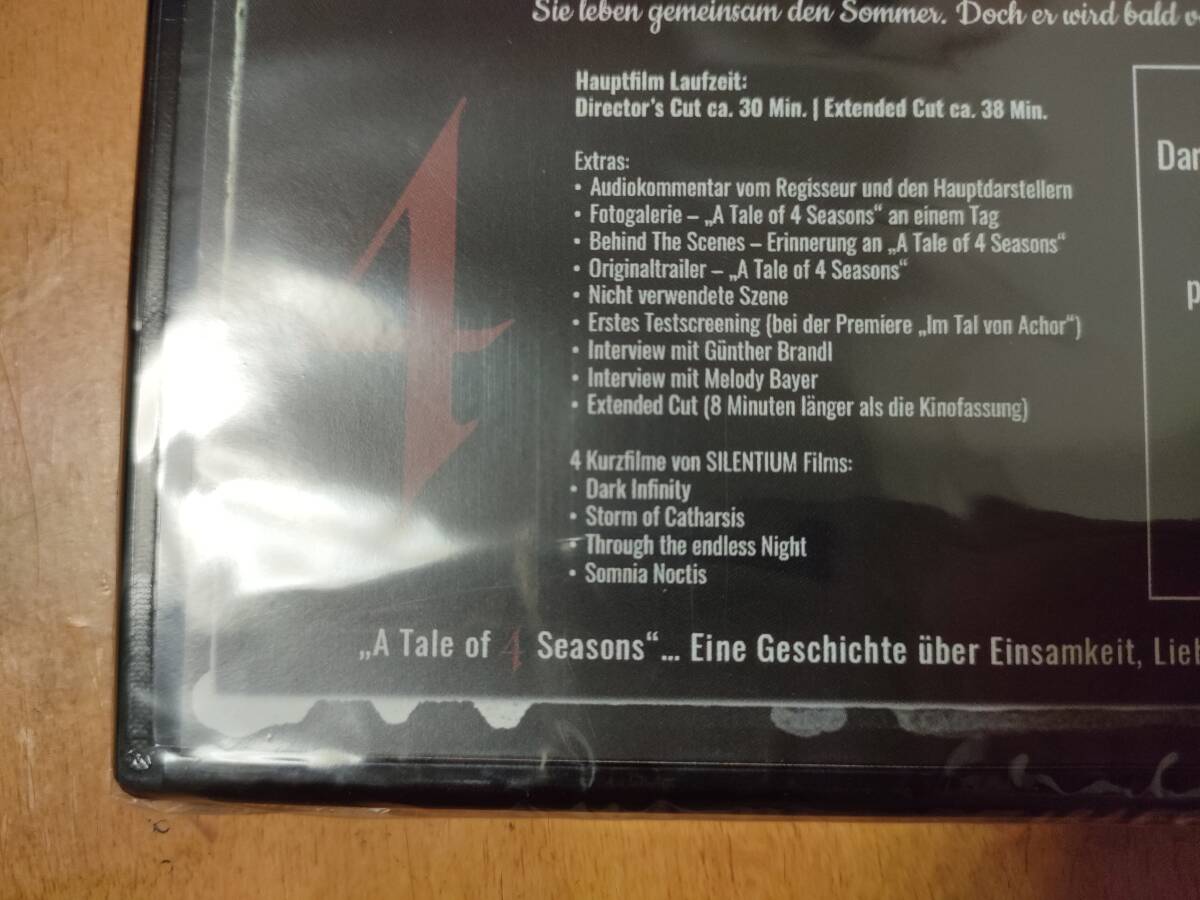 Sie leben gemeinsam den Sommer. Doch er wird bald
Hauptfilm Laufzeit:
Director's Cut ca. 30 Min. | Extended Cut ca. 38 Min.
Extras:
• Audiokommentar vom Regisseur und den Hauptdarstellern
• Fotogalerie – „A Tale of 4 Seasons“ an einem Tag
• Behind The Scenes – Erinnerung an „A Tale of 4 Seasons“
• Originaltrailer – „A Tale of 4 Seasons“
• Nicht verwendete Szene
• Erstes Testscreening (bei der Premiere „Im Tal von Achor“)
• Interview mit Günther Brandl
• Interview mit Melody Bayer
• Extended Cut (8 Minuten länger als die Kinofassung)
4 Kurzfilme von SILENTIUM Films:
• Dark Infinity
• Storm of Catharsis
• Through the endless Night
• Somnia Noctis
„A Tale of 4 Seasons“... Eine Geschichte über Einsamkeit,
4